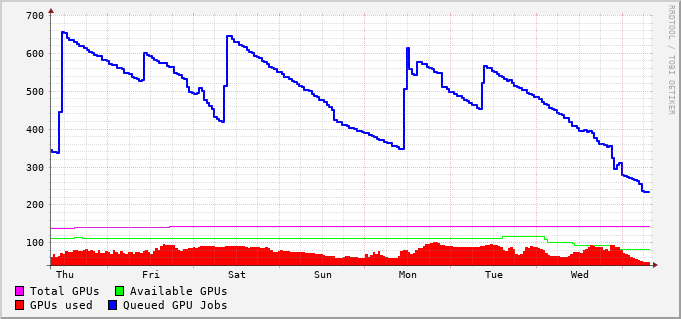 700
600
500
400
300
200
100
Thu Fri Sat Sun Mon Tue Wed
Total GPUs Available GPUs
GPUs used Queued GPU Jobs
RRDTOOL / TOBI OETIKER